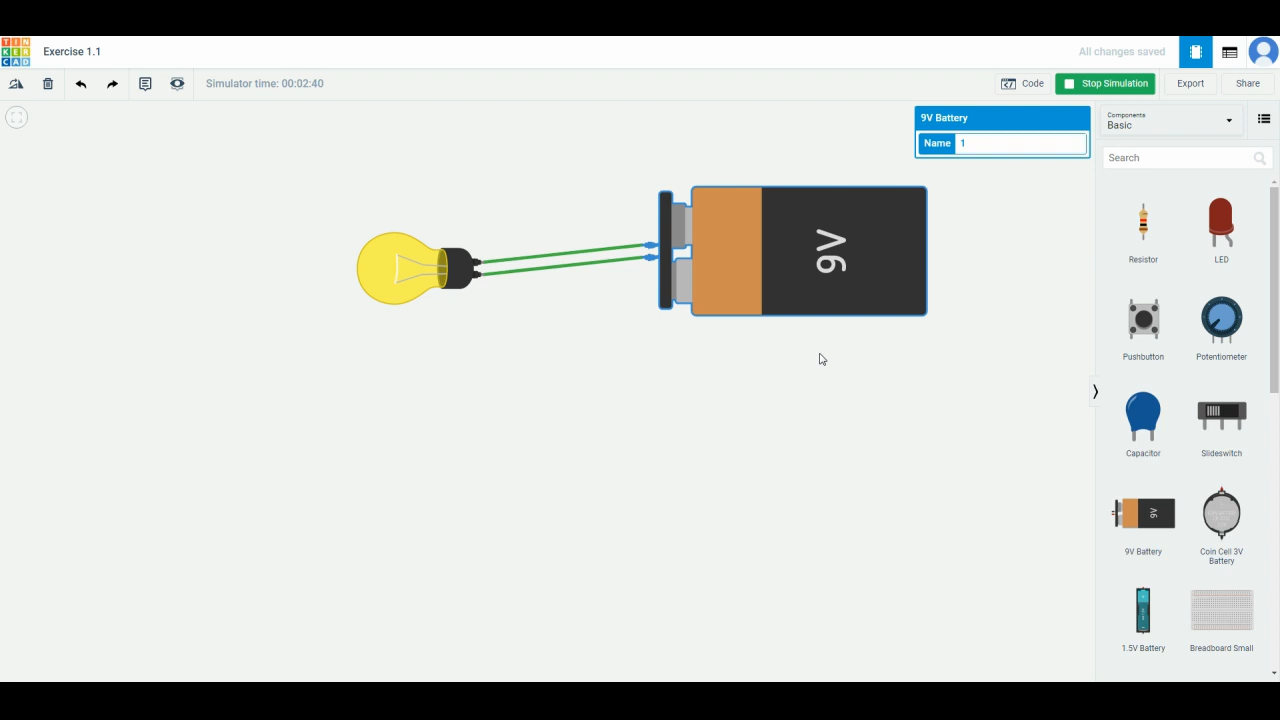 TIN
KER
CAD
Exercise 1.1
All changes saved
Simulator time: 00:02:40
Code
Stop Simulation
Export
Share
9V Battery
Name 1
Components
Basic
Search
9V
Resistor
LED
Pushbutton
Potentiometer
Capacitor
Slideswitch
9V
9V Battery
Coin Cell 3V
Battery
1.5V Battery
Breadboard Small